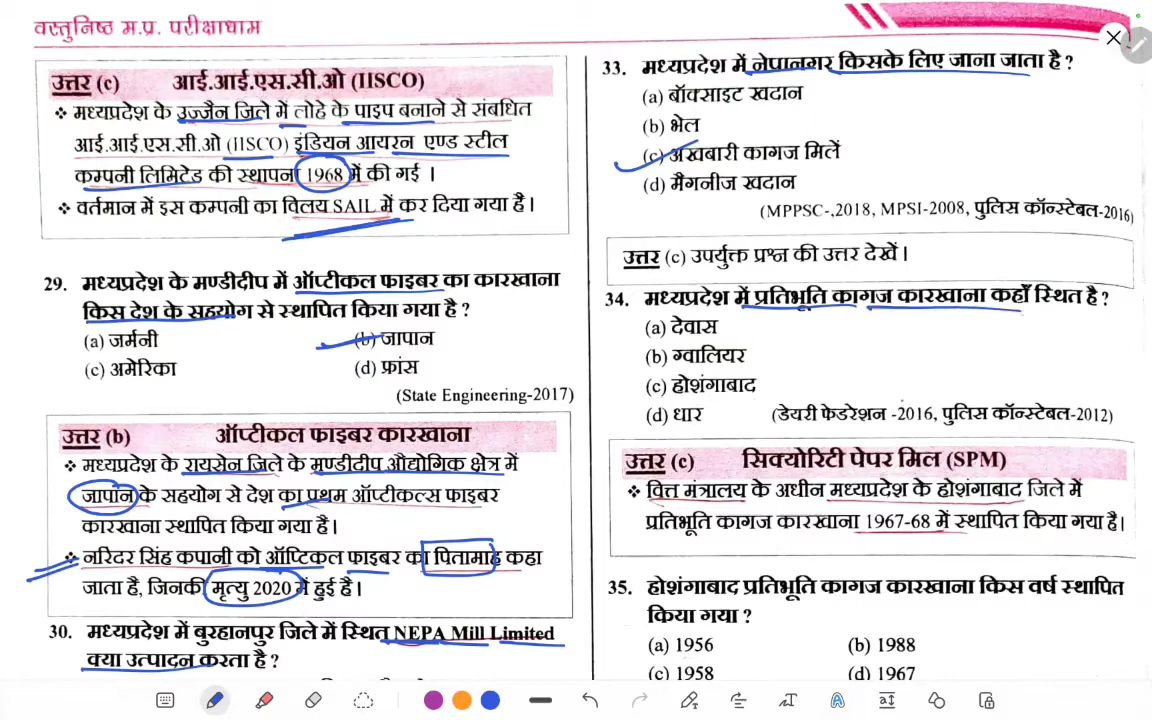 वस्तुनिष्ठ म.प्र. परीक्षाधाम
उत्तर (c) आई.आई.एस.सी.ओ (IISCO)
❖ मध्यप्रदेश के उज्जैन जिले में लोहे के पाइप बनाने से संबधित
आई.आई.एस.सी.ओ (IISCO) इंडियन आयरन एण्ड स्टील
कम्पनी लिमिटेड की स्थापना 1968 में की गई ।
❖ वर्तमान में इस कम्पनी का विलय SAIL में कर दिया गया है।
29. मध्यप्रदेश के मण्डीदीप में ऑप्टीकल फाइबर का कारखाना
किस देश के सहयोग से स्थापित किया गया है ?
(a) जर्मनी (b) जापान
(c) अमेरिका (d) फ्रांस
(State Engineering-2017)
उत्तर (b) ऑप्टीकल फाइबर कारखाना
❖ मध्यप्रदेश के रायसेन जिले के मण्डीदीप औद्योगिक क्षेत्र में
जापान के सहयोग से देश का प्रथम ऑप्टीकल्स फाइबर
कारखाना स्थापित किया गया है।
❖ नरिंदर सिंह कपानी को ऑप्टिकल फाइबर का पितामाह कहा
जाता है, जिनकी मृत्यु 2020 में हुई है।
30. मध्यप्रदेश में बुरहानपुर जिले में स्थित NEPA Mill Limited
क्या उत्पादन करता है ?
33. मध्यप्रदेश में नेपानगर किसके लिए जाना जाता है ?
(a) बॉक्साइट खदान
(b) भेल
(c) अखबारी कागज मिलें
(d) मैगनीज खदान
(MPPSC-,2018, MPSI-2008, पुलिस कॉन्स्टेबल-2016)
उत्तर (c) उपर्युक्त प्रश्न की उत्तर देखें।
34. मध्यप्रदेश में प्रतिभूति कागज कारखाना कहाँ स्थित है ?
(a) देवास
(b) ग्वालियर
(c) होशंगाबाद
(d) धार (डेयरी फेडरेशन -2016, पुलिस कॉन्स्टेबल-2012)
उत्तर (c) सिक्योरिटी पेपर मिल (SPM)
❖ वित्त मंत्रालय के अधीन मध्यप्रदेश के होशंगाबाद जिले में
प्रतिभूति कागज कारखाना 1967-68 में स्थापित किया गया है।
35. होशंगाबाद प्रतिभूति कागज कारखाना किस वर्ष स्थापित
किया गया ?
(a) 1956 (b) 1988
(c) 1958 (d) 1967